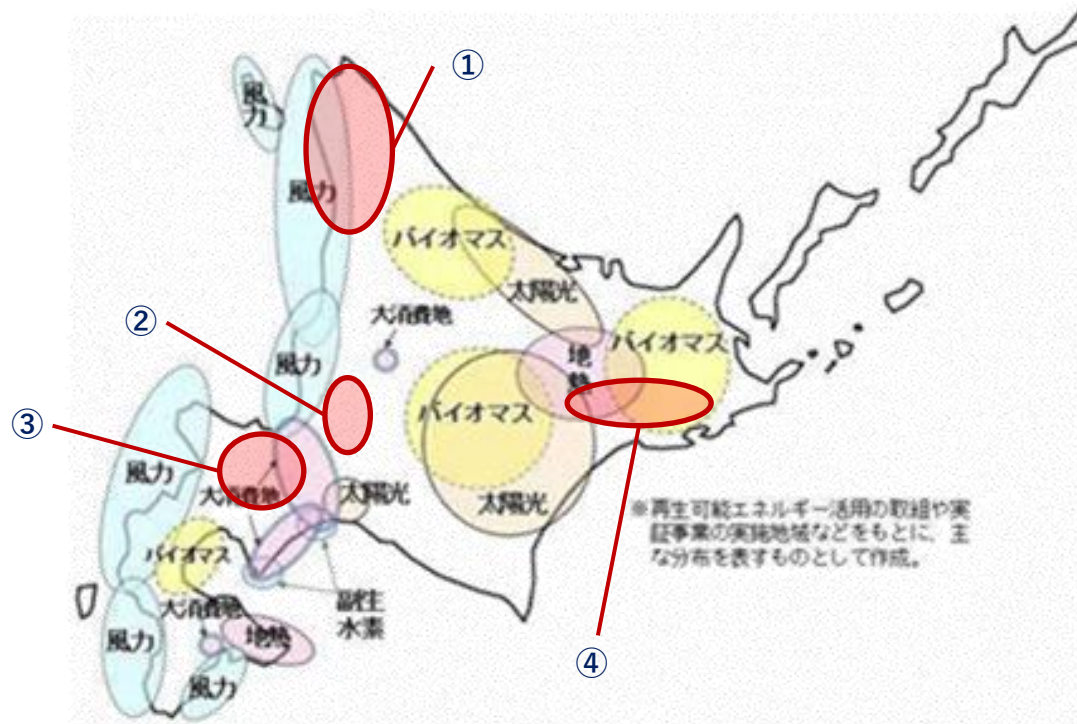 ①
風力
風力
バイオマス
太陽光
②
大消費地
風力
地熱
バイオマス
③
バイオマス
風力
大消費地
太陽光
太陽光
※再生可能エネルギー活用の取組や実
証事業の実施地域などをもとに、主
な分布を表すものとして作成。
バイオマス
大消費地
副生
水素
風力
地熱
風力
④